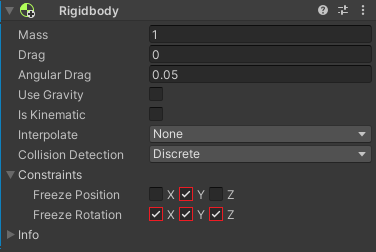 Rigidbody
Mass 1
Drag 0
Angular Drag 0.05
Use Gravity
Is Kinematic
Interpolate None
Collision Detection Discrete
Constraints
Freeze Position X Y Z
Freeze Rotation X Y Z
Info